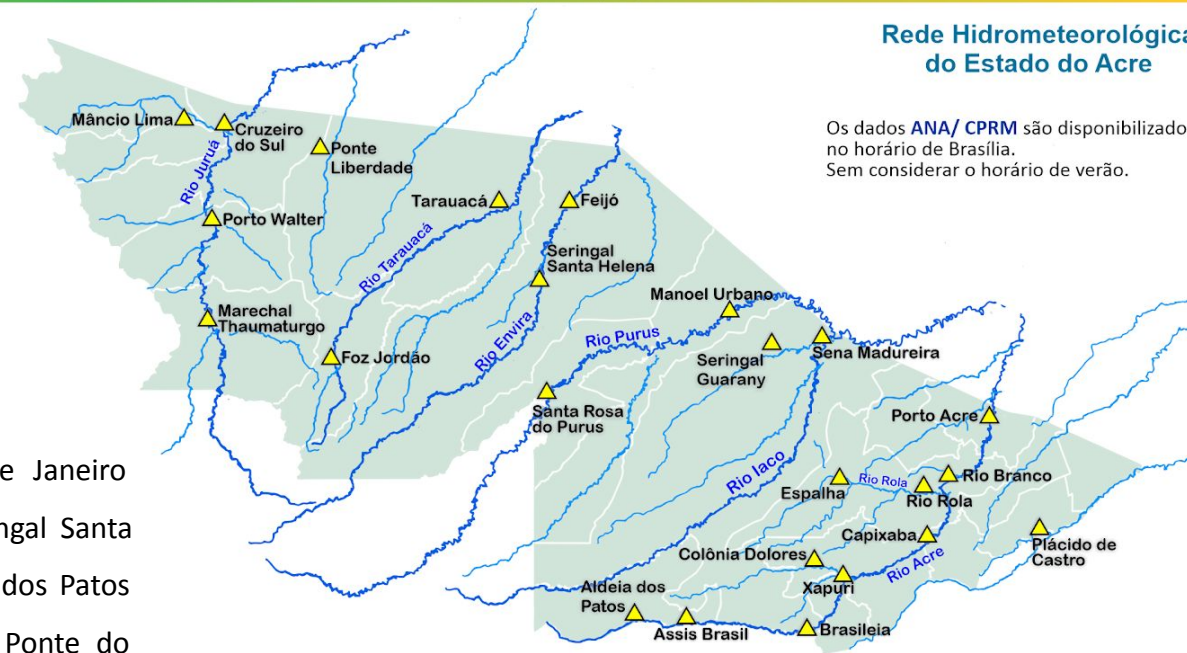 Rede Hidrometeorológica
do Estado do Acre
Os dados ANA/ CPRM são disponibilizado
no horário de Brasília.
Sem considerar o horário de verão.
Mâncio Lima
Cruzeiro
do Sul
Ponte
Liberdade
Rio Juruá
Porto Walter
Tarauacá
Feijó
Rio Tarauacá
Seringal
Santa Helena
Marechal
Thaumaturgo
Foz Jordão
Rio Envira
Manoel Urbano
Rio Purus
Seringal
Guarany
Sena Madureira
Santa Rosa
do Purus
Porto Acre
Rio Iaco
Espalha
Rio Rola
Rio Branco
Rio Rola
Capixaba
Plácido de
Castro
Colônia Dolores
Rio Acre
Xapuri
Aldeia dos
Patos
Assis Brasil
Brasileia
e Janeiro
ngal Santa
dos Patos
Ponte do